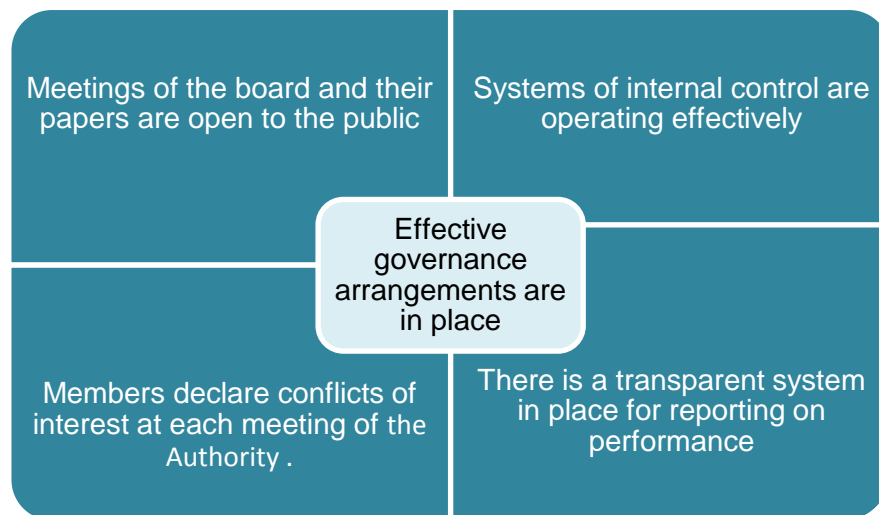 Meetings of the board and their
papers are open to the public
Systems of internal control are
operating effectively
Effective
governance
arrangements are
in place
Members declare conflicts of
interest at each meeting of the
Authority .
There is a transparent system
in place for reporting on
performance